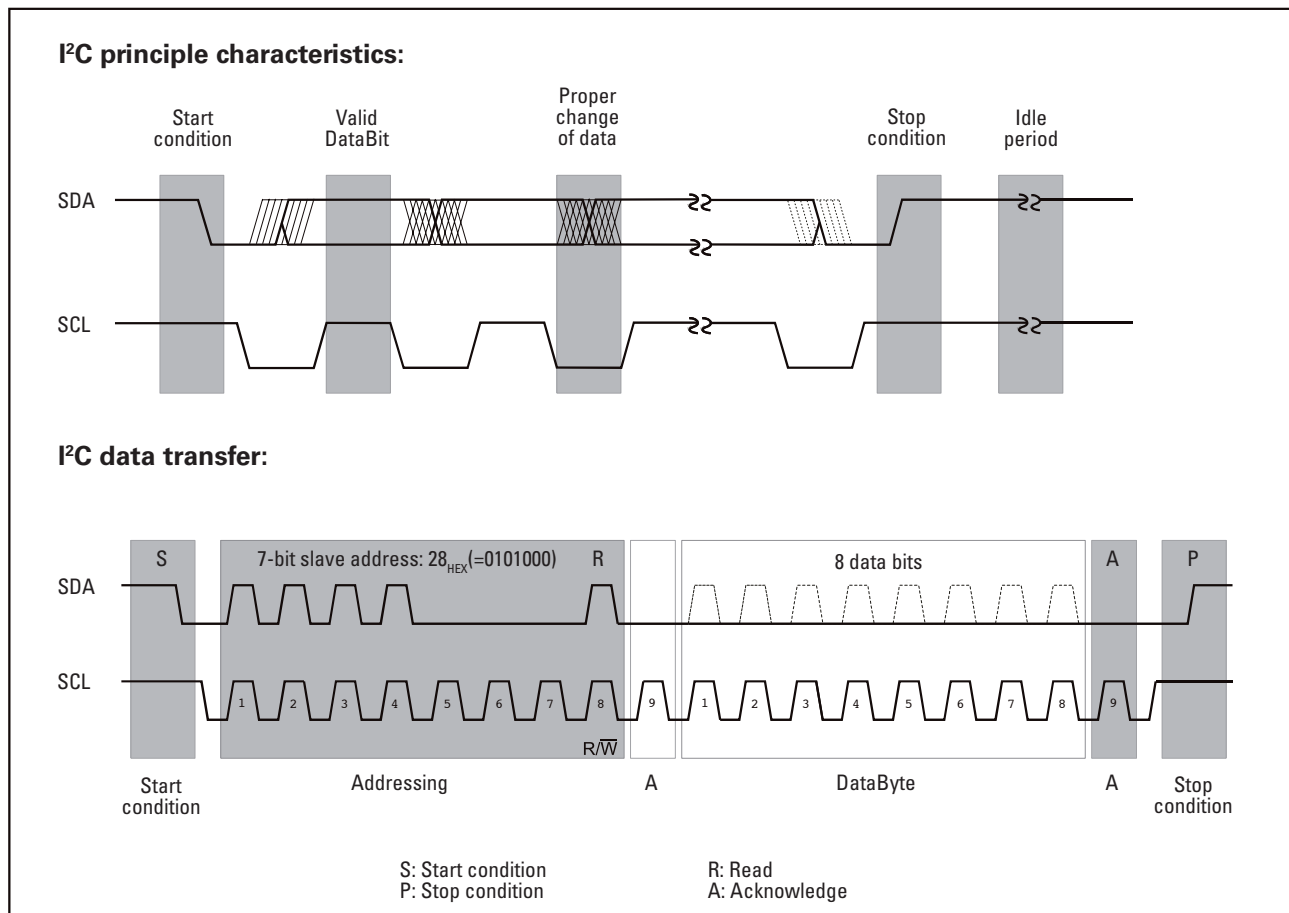 I²C principle characteristics:
Start
condition
Valid
DataBit
Proper
change
of data
Stop
condition
Idle
period
SDA
SCL
I²C data transfer:
S
7-bit slave address: 28HEX(=0101000)
R
8 data bits
A
P
SDA
SCL
1 2 3 4 5 6 7 8 9 1 2 3 4 5 6 7 8 9
R/W̅
Start
condition
Addressing
A
DataByte
A
Stop
condition
S: Start condition
P: Stop condition
R: Read
A: Acknowledge